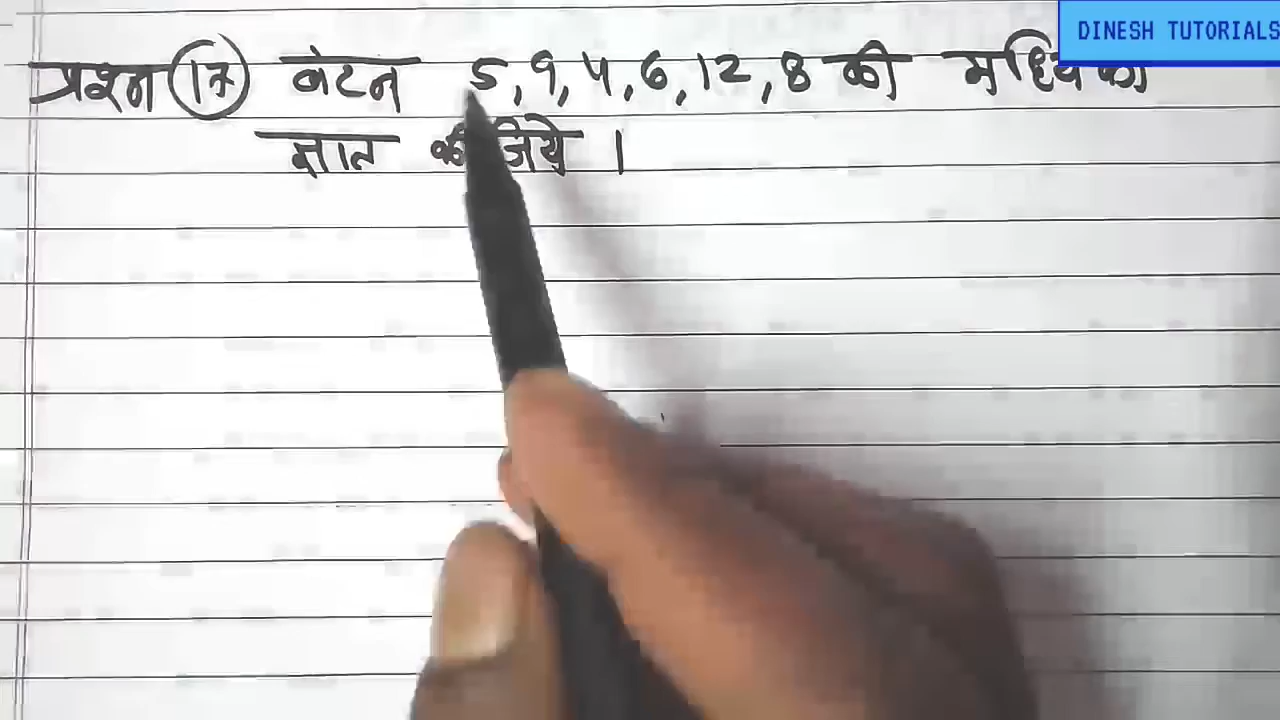 DINESH TUTORIALS
प्रश्न 17 बंटन 5, 9, 4, 6, 12, 8 की माध्यिका
ज्ञात कीजिये ।